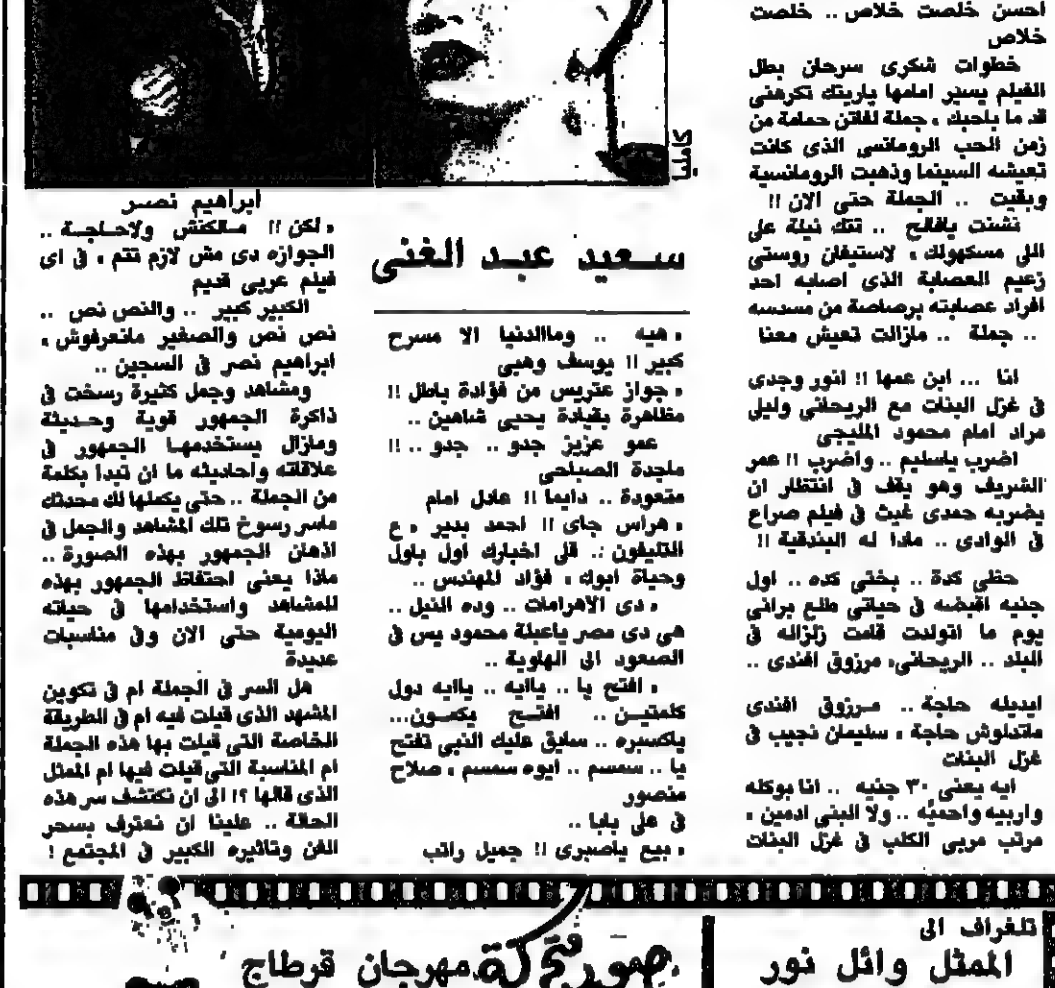 احسن خلصت خلاص .. خلصت
خلاص
خطوات شكرى سرحان بطل
الفيلم يسير امامها ياريتك تكرهنى
قد ما باحبك ، جملة لفاتن حمامة من
زمن الحب الرومانسى الذى كانت
تعيشه السينما وذهبت الرومانسية
وبقيت .. الجملة حتى الان !!
نشنت يافالح .. تتك نيلة على
اللى مسكهولك ، لاستيفان روستى
زعيم العصابة الذى اصابه احد
افراد عصابته برصاصة من مسدسه
.. جملة .. مازالت تعيش معنا
انا ... ابن عمها !! انور وجدى
فى غزل البنات مع الريحانى وليلى
مراد امام محمود المليجى
اضرب ياسليم .. واضرب !! عمر
الشريف وهو يقف فى انتظار ان
يضربه حمدى غيث فى فيلم صراع
فى الوادى .. مادا له البندقية !!
حظى كدة .. بختى كده .. اول
جنيه اقبضه فى حياتى طلع برانى
يوم ما اتولدت قامت زلزاله فى
البلد .. الريحانى، مرزوق افندى ..
ايديله حاجة .. مرزوق افندى
ماتدلوش حاجة ، سليمان نجيب فى
غزل البنات
ايه يعنى ٣٠ جنيه .. انا بوكله
واربيه واحميه .. ولا البنى ادمين ،
مرتب مربى الكلب فى غزل البنات
كاميليا
سعيد عبد الغنى
، هيه .. وماالدنيا الا مسرح
كبير !! يوسف وهبى
، جواز عتريس من فؤادة باطل !!
مظاهرة بقيادة يحيى شاهين ..
عمو عزيز جدو .. جدو .. !!
ماجدة الصباحى
متعودة .. دايما !! عادل امام
، هراس جاى !! احمد بدير ، ع
التليفون .. قل اخبارك اول باول
وحياة ابوك ، فؤاد المهندس ..
، دى الاهرامات .. وده النيل ..
هى دى مصر ياعبلة محمود يس فى
الصعود الى الهاوية ..
، افتح يا .. ياايه .. ياايه دول
كلمتين .. افتح يكمون...
ياكسبره .. سايق عليك النبى تفتح
يا .. سمسم .. ايوه سمسم ، صلاح
منصور
فى على بابا ..
، بيع ياصبرى !! جميل راتب
ابراهيم نصر
، لكن !! مالكنش ولاحاجة ..
الجوازه دى مش لازم تتم ، فى اى
فيلم عربى قديم
الكبير كبير .. والنص نص ..
نص نص والصغير مانعرفوش ،
ابراهيم نصر فى السجين ..
ومشاهد وجمل كثيرة رسخت فى
ذاكرة الجمهور قوية وحديثة
ومازال يستخدمها الجمهور فى
علاقاته واحاديثه ما ان تبدا بكلمة
من الجملة .. حتى يكملها لك محدثك
ماسر رسوخ تلك المشاهد والجمل فى
اذهان الجمهور بهذه الصورة ..
ماذا يعنى احتفاظ الجمهور بهذه
للمشاهد واستخدامها فى حياته
اليومية حتى الان وفى مناسبات
عديدة
هل السر فى الجملة ام فى تكوين
المشهد الذى قيلت فيه ام فى الطريقة
الخاصة التى قيلت بها هذه الجملة
ام المناسبة التى قيلت فيها ام الممثل
الذى قالها ؟! الى ان نكتشف سر هذه
الحالة .. علينا ان نعترف بسحر
الفن وتاثيره الكبير فى المجتمع !
تلغراف الى
الممثل وائل نور
مهرجان قرطاج